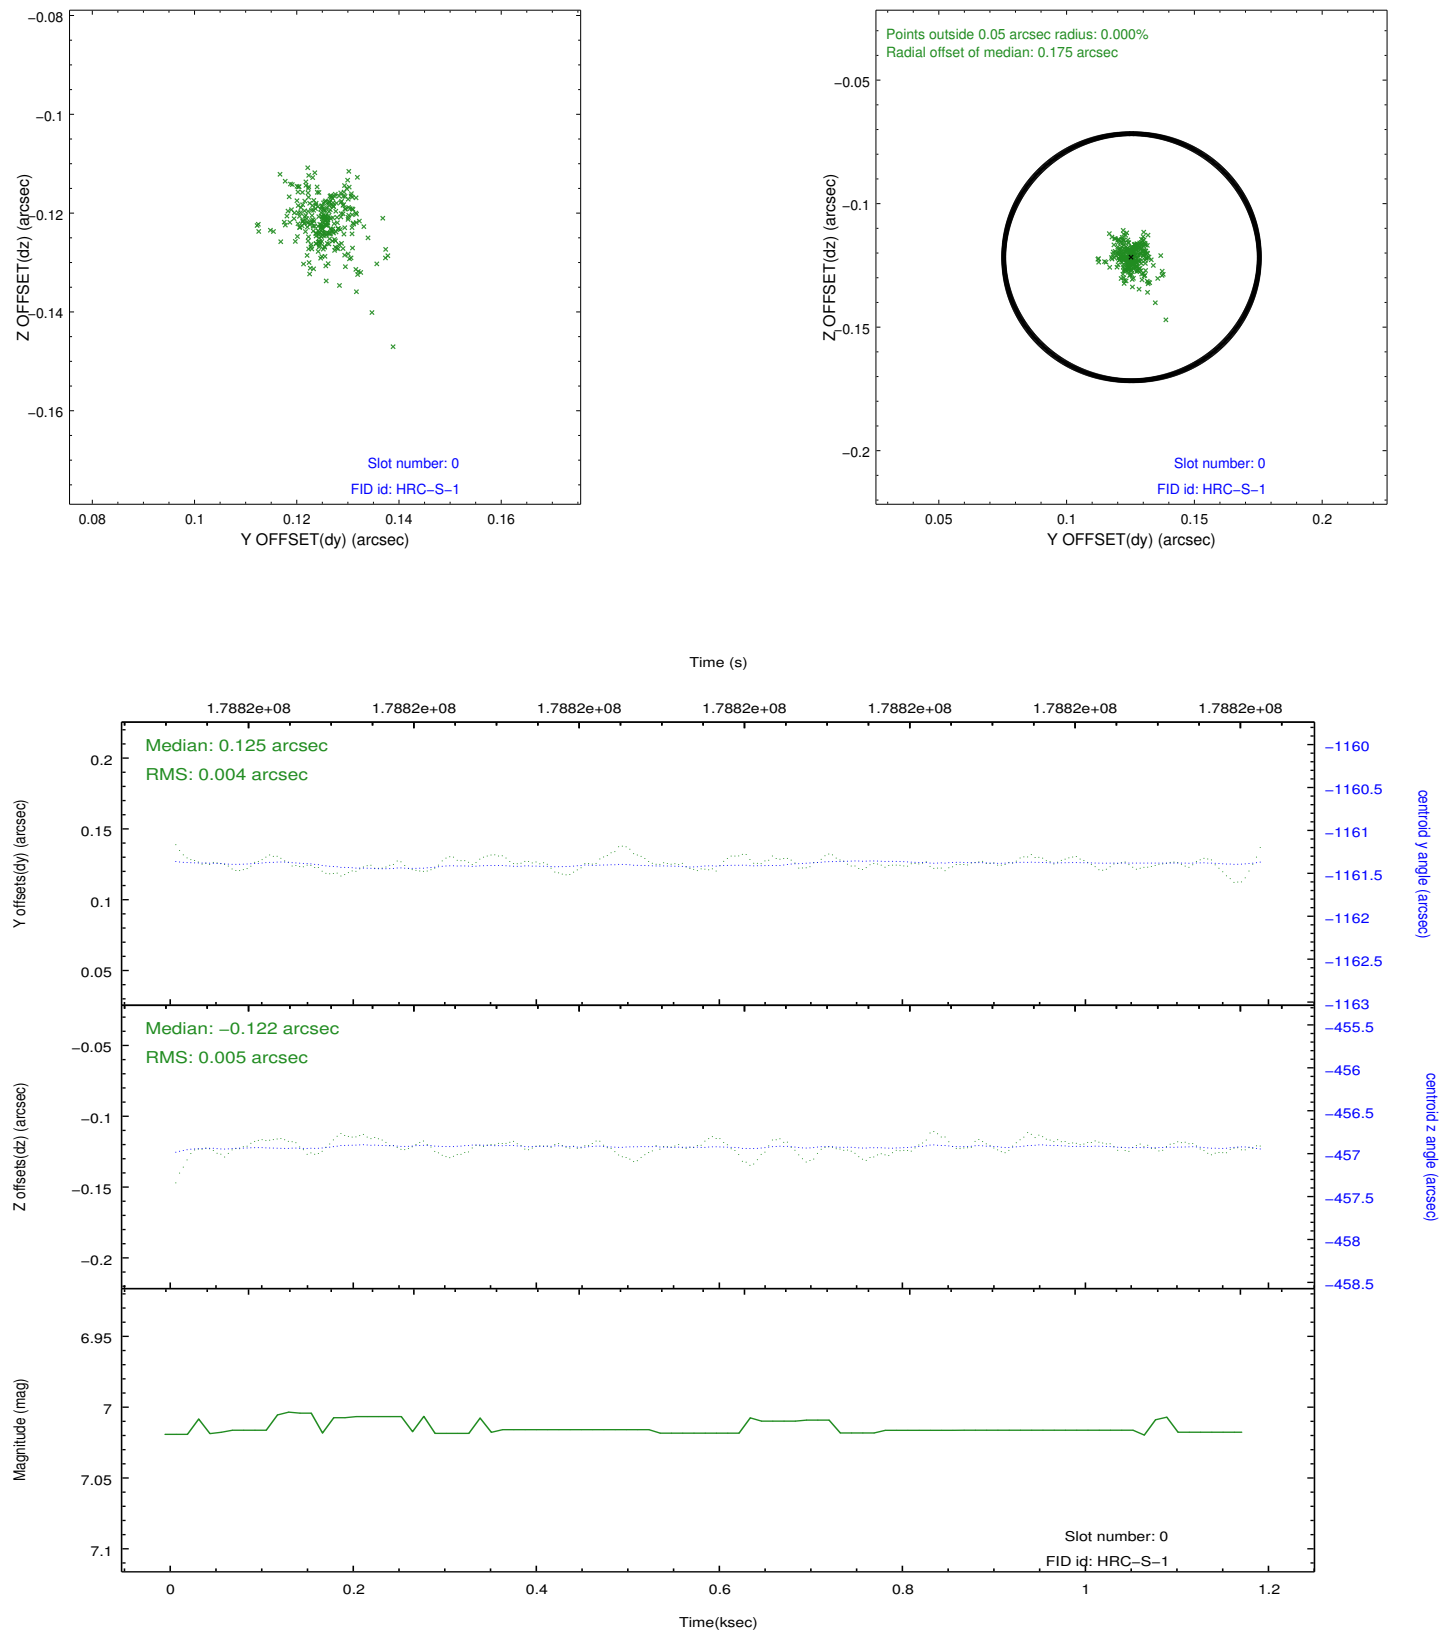 −0.08
−0.1
−0.12
−0.14
−0.16
Z OFFSET(dz) (arcsec)
Slot number: 0
FID id: HRC−S−1
0.08 0.1 0.12 0.14 0.16
Y OFFSET(dy) (arcsec)
Points outside 0.05 arcsec radius: 0.000%
Radial offset of median: 0.175 arcsec
−0.05
−0.1
−0.15
−0.2
Z OFFSET(dz) (arcsec)
Slot number: 0
FID id: HRC−S−1
0.05 0.1 0.15 0.2
Y OFFSET(dy) (arcsec)
Time (s)
1.7882e+08 1.7882e+08 1.7882e+08 1.7882e+08 1.7882e+08 1.7882e+08 1.7882e+08
Median: 0.125 arcsec
RMS: 0.004 arcsec
0.2
0.15
0.1
0.05
Y offsets(dy) (arcsec)
−1160
−1160.5
−1161
−1161.5
−1162
−1162.5
−1163
centroid y angle (arcsec)
Median: −0.122 arcsec
RMS: 0.005 arcsec
−0.05
−0.1
−0.15
−0.2
Z offsets(dz) (arcsec)
−455.5
−456
−456.5
−457
−457.5
−458
−458.5
centroid z angle (arcsec)
6.95
7
7.05
7.1
Magnitude (mag)
Slot number: 0
FID id: HRC−S−1
0 0.2 0.4 0.6 0.8 1 1.2
Time(ksec)